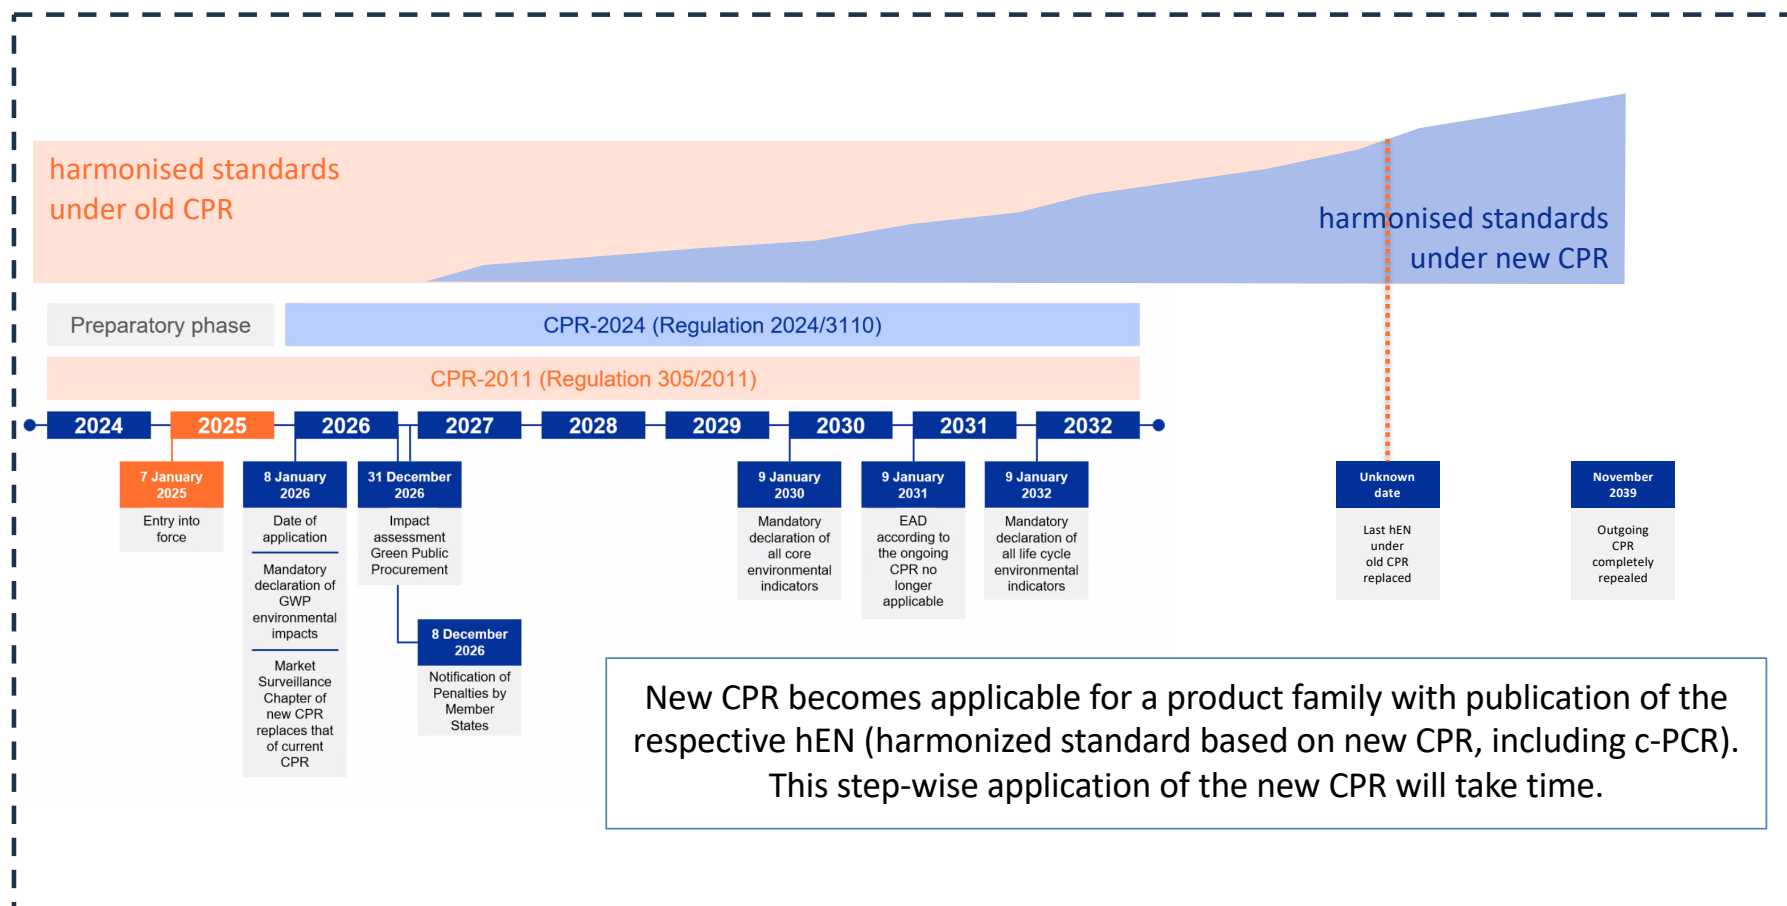 harmonised standards
under old CPR
harmonised standards
under new CPR
Preparatory phase
CPR-2024 (Regulation 2024/3110)
CPR-2011 (Regulation 305/2011)
2024
2025
2026
2027
2028
2029
2030
2031
2032
7 January
2025
Entry into
force
8 January
2026
Date of
application
Mandatory
declaration of
GWP
environmental
impacts
Market
Surveillance
Chapter of
new CPR
replaces that
of current
CPR
31 December
2026
Impact
assessment
Green Public
Procurement
8 December
2026
Notification of
Penalties by
Member
States
9 January
2030
Mandatory
declaration of
all core
environmental
indicators
9 January
2031
EAD
according to
the ongoing
CPR no
longer
applicable
9 January
2032
Mandatory
declaration of
all life cycle
environmental
indicators
Unknown
date
Last hEN
under
old CPR
replaced
November
2039
Outgoing
CPR
completely
repealed
New CPR becomes applicable for a product family with publication of the
respective hEN (harmonized standard based on new CPR, including c-PCR).
This step-wise application of the new CPR will take time.